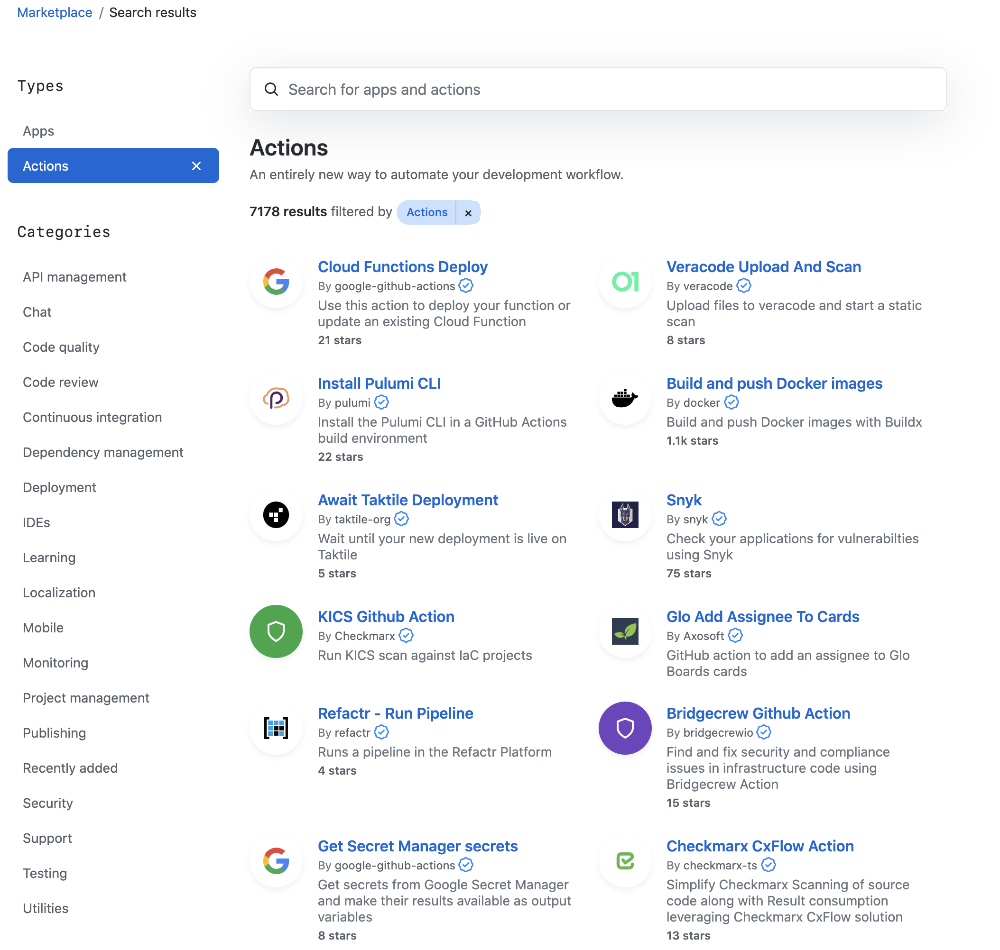 Marketplace / Search results
Types
Apps
Actions
Categories
API management
Chat
Code quality
Code review
Continuous integration
Dependency management
Deployment
IDEs
Learning
Localization
Mobile
Monitoring
Project management
Publishing
Recently added
Security
Support
Testing
Utilities
Search for apps and actions
Actions
An entirely new way to automate your development workflow.
7178 results filtered by Actions
Cloud Functions Deploy
By google-github-actions
Use this action to deploy your function or
update an existing Cloud Function
21 stars
Veracode Upload And Scan
By veracode
Upload files to veracode and start a static
scan
8 stars
Install Pulumi CLI
By pulumi
Install the Pulumi CLI in a GitHub Actions
build environment
22 stars
Build and push Docker images
By docker
Build and push Docker images with Buildx
1.1k stars
Await Taktile Deployment
By taktile-org
Wait until your new deployment is live on
Taktile
5 stars
Snyk
By snyk
Check your applications for vulnerabilties
using Snyk
75 stars
KICS Github Action
By Checkmarx
Run KICS scan against IaC projects
Glo Add Assignee To Cards
By Axosoft
GitHub action to add an assignee to Glo
Boards cards
Refactr - Run Pipeline
By refactr
Runs a pipeline in the Refactr Platform
4 stars
Bridgecrew Github Action
By bridgecrewio
Find and fix security and compliance
issues in infrastructure code using
Bridgecrew Action
15 stars
Get Secret Manager secrets
By google-github-actions
Get secrets from Google Secret Manager
and make their results available as output
variables
8 stars
Checkmarx CxFlow Action
By checkmarx-ts
Simplify Checkmarx Scanning of source
code along with Result consumption
leveraging Checkmarx CxFlow solution
13 stars